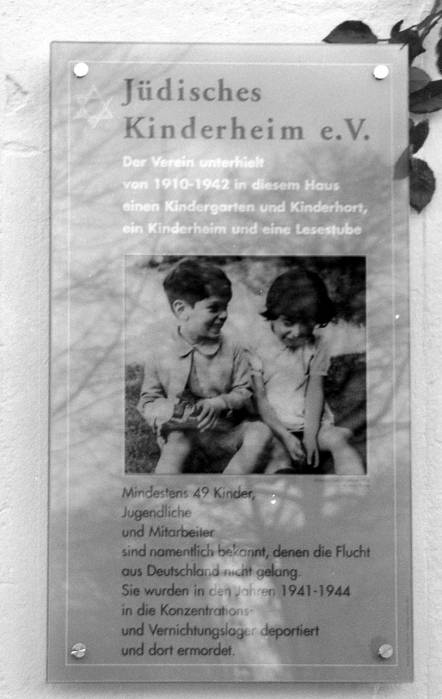 Jüdisches
Kinderheim e.V.
Der Verein unterhielt
von 1910-1942 in diesem Haus
einen Kindergarten und Kinderhort,
ein Kinderheim und eine Lesestube
Mindestens 49 Kinder,
Jugendliche
und Mitarbeiter
sind namentlich bekannt, denen die Flucht
aus Deutschland nicht gelang.
Sie wurden in den Jahren 1941-1944
in die Konzentrations-
und Vernichtungslager deportiert
und dort ermordet.